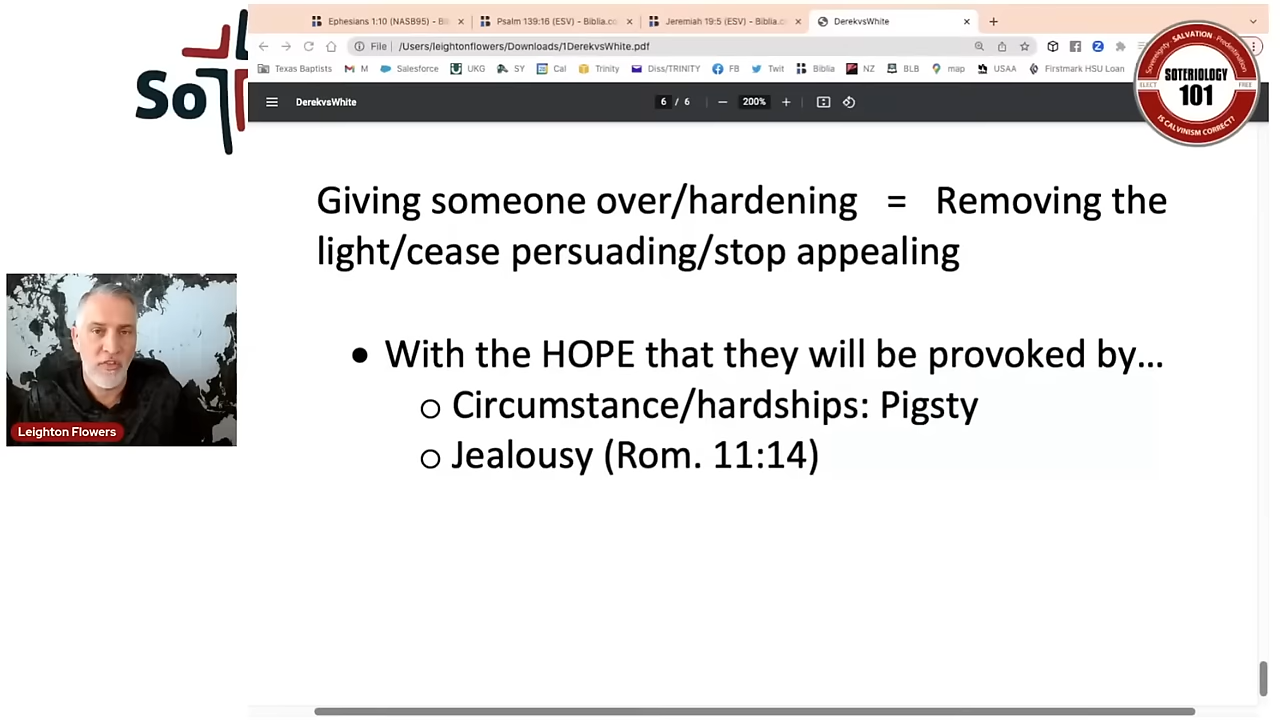 So
Ephesians 1:10 (NASB95) - Bi
Psalm 139:16 (ESV) - Biblia.co
Jeremiah 19:5 (ESV) - Biblia.co
DerekvsWhite
File | /Users/leightonflowers/Downloads/1DerekvsWhite.pdf
Texas Baptists M Salesforce UKG SY Cal Trinity Diss/TRINITY FB Twit Biblia NZ BLB map USAA Firstmark HSU Loan
DerekvsWhite 6 / 6 200%
Sovereignty SALVATION Predestination
ELECT SOTERIOLOGY FREE
101
IS CALVINISM CORRECT?
Giving someone over/hardening = Removing the
light/cease persuading/stop appealing
• With the HOPE that they will be provoked by...
o Circumstance/hardships: Pigsty
o Jealousy (Rom. 11:14)
Leighton Flowers